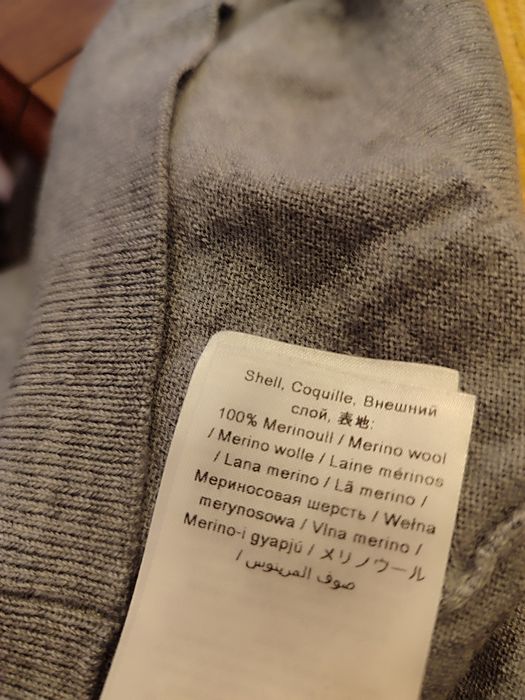 Shell, Coquille, Внешний
слой, 表地:
100% Merinoull / Merino wool
/ Merino wolle / Laine mérinos
/ Lana merino / Lã merino /
Мериносовая шерсть / Wełna
merynosowa / Vlna merino /
Merino-i gyapjú / メリノウール
صوف المرينوس /